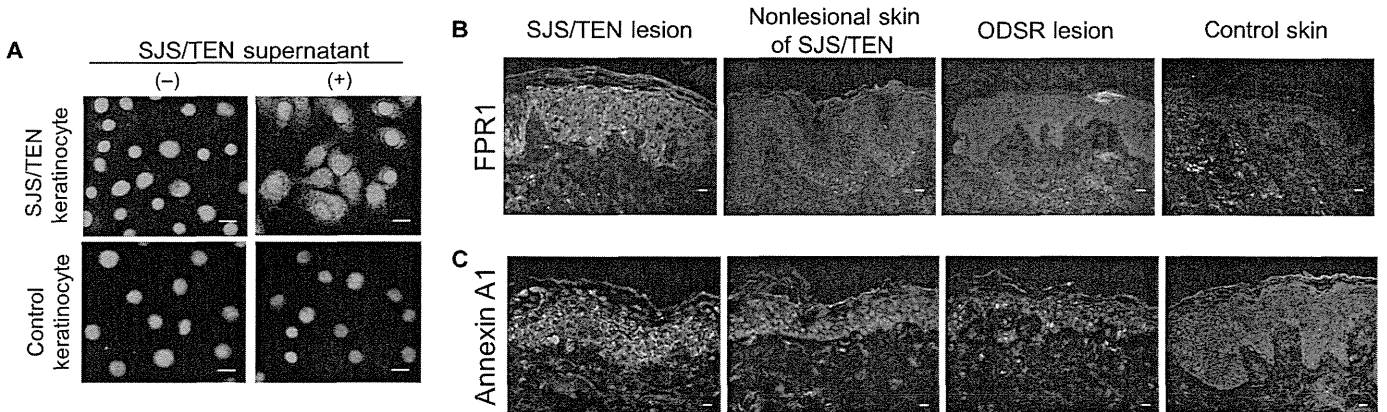 A
SJS/TEN supernatant
(−)
(+)
SJS/TEN
keratinocyte
Control
keratinocyte
B
SJS/TEN lesion
Nonlesional skin
of SJS/TEN
ODSR lesion
Control skin
FPR1
C
Annexin A1